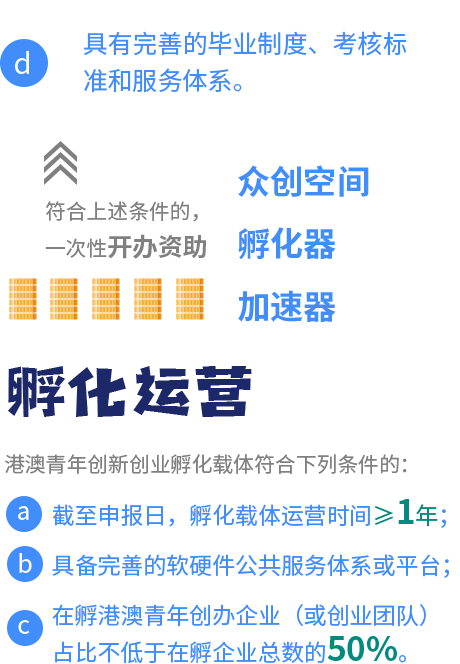 d
具有完善的毕业制度、考核标
准和服务体系。
符合上述条件的，
一次性开办资助
众创空间
孵化器
加速器
孵化运营
港澳青年创新创业孵化载体符合下列条件的：
a
截至申报日，孵化载体运营时间≥1年；
b
具备完善的软硬件公共服务体系或平台；
c
在孵港澳青年创办企业（或创业团队）
占比不低于在孵企业总数的50%。